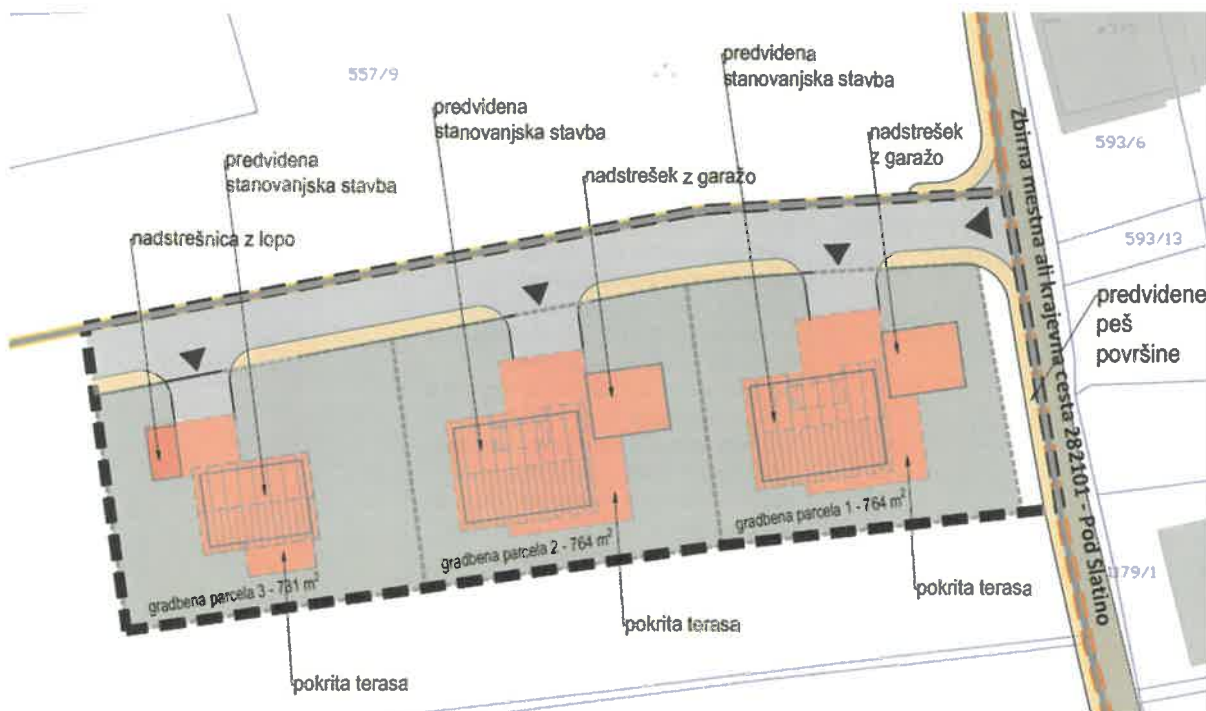 557/9
predvidena
stanovanjska stavba
predvidena
stanovanjska stavba
predvidena
stanovanjska stavba
nadstrešek
z garažo
nadstrešek z garažo
nadstrešnica z lopo
593/6
593/13
Zbirna mestna ali krajevna cesta 282101 - Pod Slatino
predvidene
peš
površine
gradbena parcela 1 - 764 m²
gradbena parcela 2 - 764 m²
gradbena parcela 3 - 781 m²
1179/1
pokrita terasa
pokrita terasa
pokrita terasa